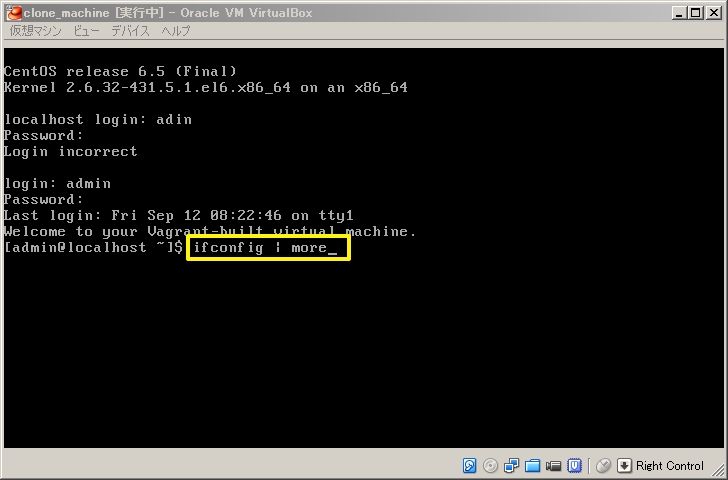 clone_machine [実行中] - Oracle VM VirtualBox
仮想マシン ビュー デバイス ヘルプ
CentOS release 6.5 (Final)
Kernel 2.6.32-431.5.1.el6.x86_64 on an x86_64
localhost login: adin
Password:
Login incorrect
login: admin
Password:
Last login: Fri Sep 12 08:22:46 on tty1
Welcome to your Vagrant-built virtual machine.
[admin@localhost ~]$ ifconfig | more_
Right Control